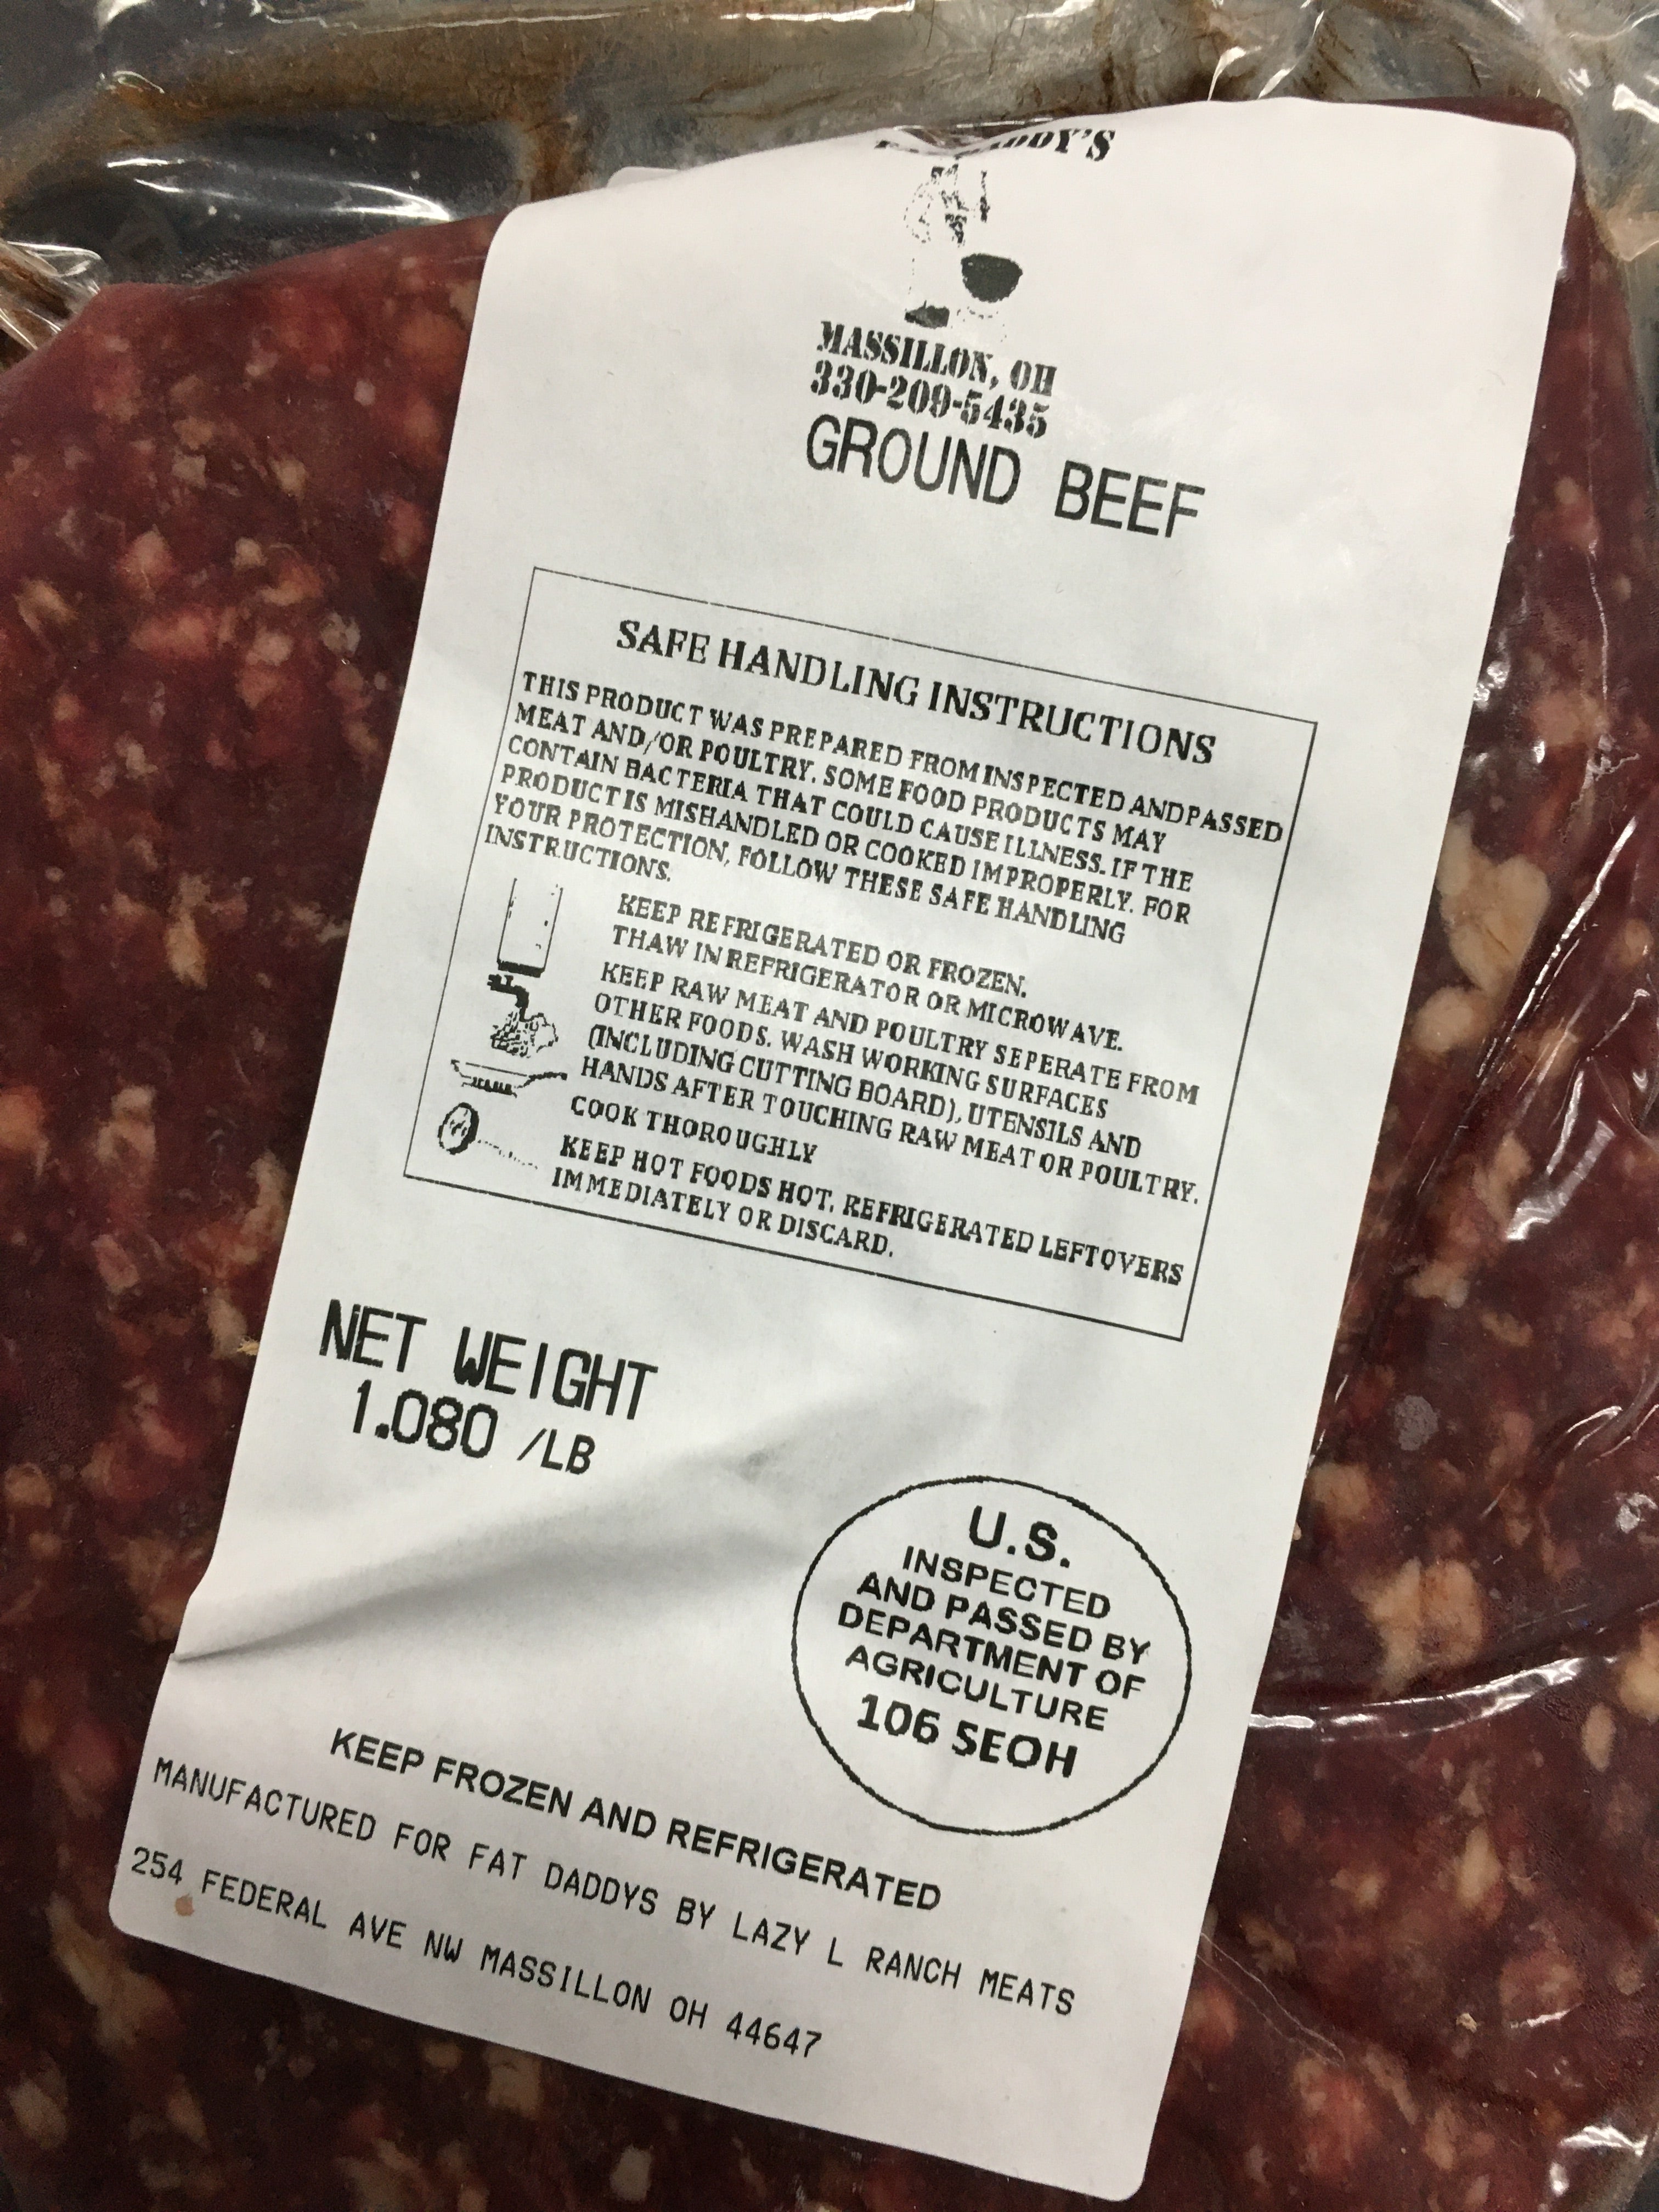 DADDY'S
MASSILLON, OH
330-209-5435
GROUND BEEF
SAFE HANDLING INSTRUCTIONS
THIS PRODUCT WAS PREPARED FROM INSPECTED AND PASSED
MEAT AND/OR POULTRY. SOME FOOD PRODUCTS MAY
CONTAIN BACTERIA THAT COULD CAUSE ILLNESS. IF THE
PRODUCT IS MISHANDLED OR COOKED IMPROPERLY. FOR
YOUR PROTECTION, FOLLOW THESE SAFE HANDLING
INSTRUCTIONS.
KEEP REFRIGERATED OR FROZEN.
THAW IN REFRIGERATOR OR MICROWAVE.
KEEP RAW MEAT AND POULTRY SEPERATE FROM
OTHER FOODS. WASH WORKING SURFACES
(INCLUDING CUTTING BOARD), UTENSILS AND
HANDS AFTER TOUCHING RAW MEAT OR POULTRY.
COOK THOROUGHLY
KEEP HOT FOODS HOT. REFRIGERATED LEFTOVERS
IMMEDIATELY OR DISCARD.
NET WEIGHT
1.080 /LB
U.S.
INSPECTED
AND PASSED BY
DEPARTMENT OF
AGRICULTURE
106 SEOH
KEEP FROZEN AND REFRIGERATED
MANUFACTURED FOR FAT DADDYS BY LAZY L RANCH MEATS
254 FEDERAL AVE NW MASSILLON OH 44647